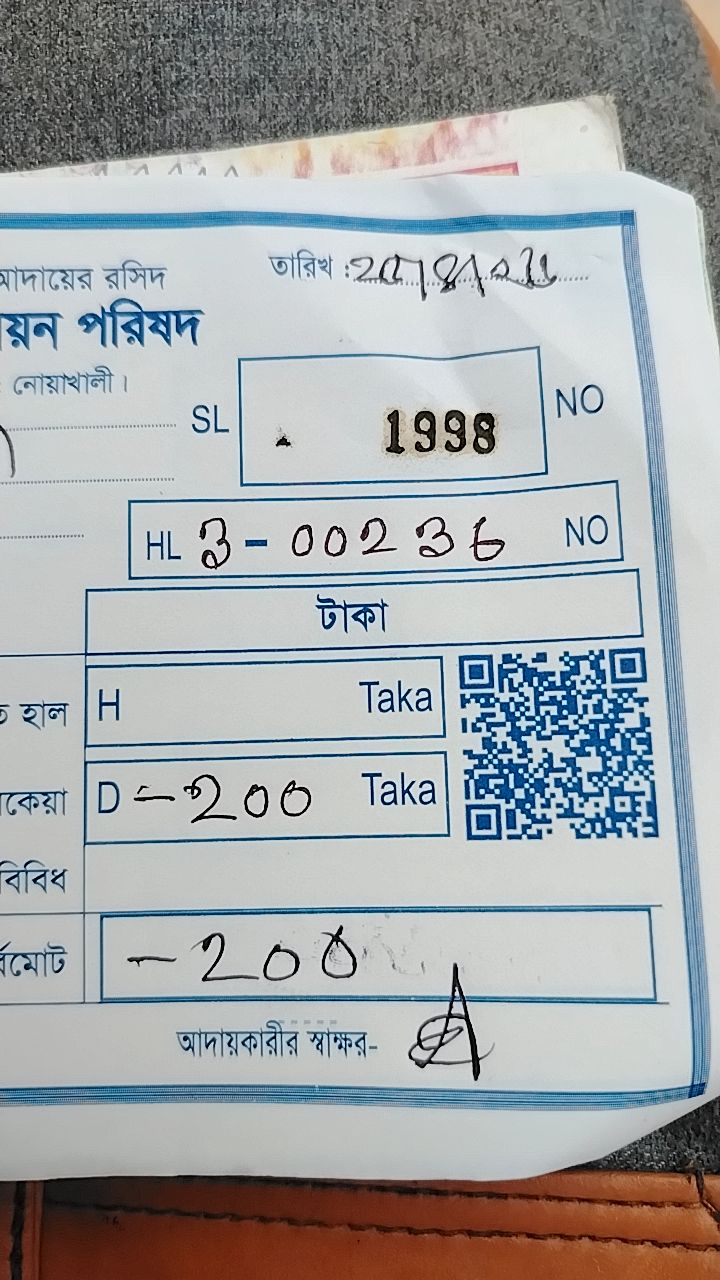 আদায়ের রসিদ
তারিখ :
য়ন পরিষদ
নোয়াখালী।
SL 1998 NO
HL 3-00236 NO
টাকা
হাল H Taka
কেয়া D -200 Taka
বিবিধ
র্বমোট -200
আদায়কারীর স্বাক্ষর-